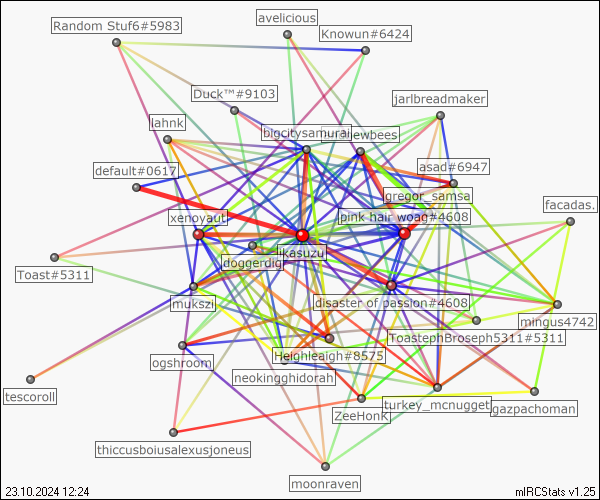 avelicious
Random Stuf6#5983
Knowun#6424
Duck™#9103
jarlbreadmaker
lahnk
bigcitysamurai
asad#6947
default#0617
gregor_samsa
facadas.
xenoyaut
pink hair woag#4608
kasuzu
doggerdig
Toast#5311
mukszi
disaster of passion#4608
mingus4742
ToastephBroseph5311#5311
Heighleaigh#8575
ogshroom
neokingghidorah
tescoroll
ZeeHonK
turkey_mcnugget
gazpachoman
thiccusboiusalexusjoneus
moonraven
23.10.2024 12:24
mIRCStats v1.25